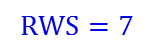 RWS = 7